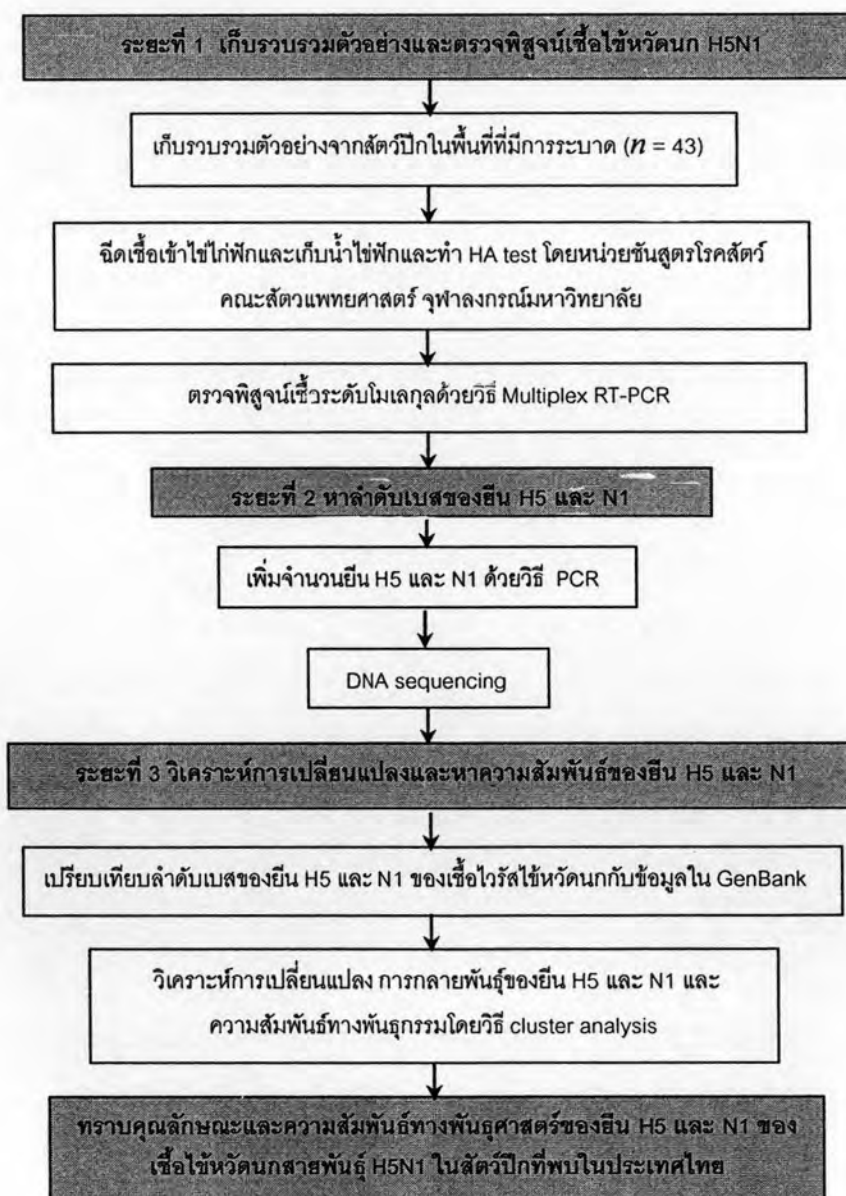 ระยะที่ 1 เก็บรวบรวมตัวอย่างและตรวจพิสูจน์เชื้อไข้หวัดนก H5N1
เก็บรวบรวมตัวอย่างจากสัตว์ปีกในพื้นที่ที่มีการระบาด (n = 43)
ฉีดเชื้อเข้าไข่ไก่ฟักและเก็บน้ำไข่ฟักและทำ HA test โดยหน่วยชันสูตรโรคสัตว์
คณะสัตวแพทยศาสตร์ จุฬาลงกรณ์มหาวิทยาลัย
ตรวจพิสูจน์เชื้อระดับโมเลกุลด้วยวิธี Multiplex RT-PCR
ระยะที่ 2 หาลำดับเบสของยีน H5 และ N1
เพิ่มจำนวนยีน H5 และ N1 ด้วยวิธี PCR
DNA sequencing
ระยะที่ 3 วิเคราะห์การเปลี่ยนแปลงและหาความสัมพันธ์ของยีน H5 และ N1
เปรียบเทียบลำดับเบสของยีน H5 และ N1 ของเชื้อไวรัสไข้หวัดนกกับข้อมูลใน GenBank
วิเคราะห์การเปลี่ยนแปลง การกลายพันธุ์ของยีน H5 และ N1 และ
ความสัมพันธ์ทางพันธุกรรมโดยวิธี cluster analysis
ทราบคุณลักษณะและความสัมพันธ์ทางพันธุศาสตร์ของยีน H5 และ N1 ของ
เชื้อไข้หวัดนกสายพันธุ์ H5N1 ในสัตว์ปีกที่พบในประเทศไทย